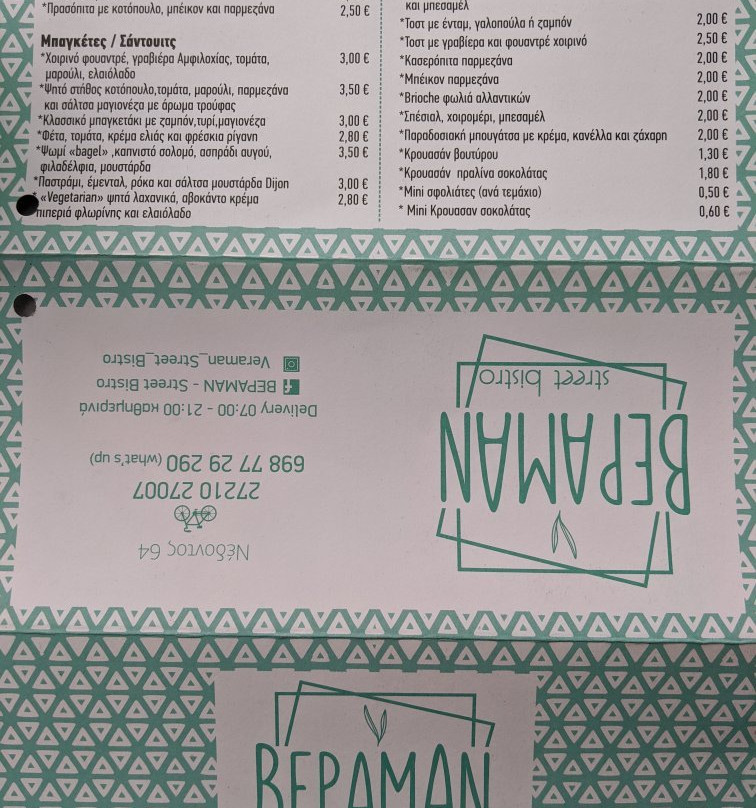 *Πρασόπιτα με κοτόπουλο, μπέικον και παρμεζάνα 2,50 €
Μπαγκέτες / Σάντουιτς
*Χοιρινό φουαντρέ, γραβιέρα Αμφιλοχίας, τομάτα, 3,00 €
μαρούλι, ελαιόλαδο
*Ψητό στήθος κοτόπουλο,τομάτα, μαρούλι, παρμεζάνα 3,50 €
και σάλτσα μαγιονέζα με άρωμα τρούφας
*Κλασσικό μπαγκετάκι με ζαμπόν,τυρί,μαγιονέζα 3,00 €
*Φέτα, τομάτα, κρέμα ελιάς και φρέσκια ρίγανη 2,80 €
*Ψωμί «bagel» ,καπνιστό σολομό, ασπράδι αυγού, 3,50 €
φιλαδέλφια, μουστάρδα
*Παστράμι, έμενταλ, ρόκα και σάλτσα μουστάρδα Dijon 3,00 €
«Vegetarian» ψητά λαχανικά, αβοκάντο κρέμα 2,80 €
πιπεριά φλωρίνης και ελαιόλαδο
και μπεσαμέλ
*Τοστ με ένταμ, γαλοπούλα ή ζαμπόν 2,00 €
*Τοστ με γραβιέρα και φουαντρέ χοιρινό 2,50 €
*Κασερόπιτα παρμεζάνα 2,00 €
*Μπέικον παρμεζάνα 2,00 €
*Brioche φωλιά αλλαντικών 2,00 €
*Σπέσιαλ, χοιρομέρι, μπεσαμέλ 2,00 €
*Παραδοσιακή μπουγάτσα με κρέμα, κανέλλα και ζάχαρη 2,00 €
*Κρουασάν βουτύρου 1,30 €
*Κρουασάν πραλίνα σοκολάτας 1,80 €
*Mini σφολιάτες (ανά τεμάχιο) 0,50 €
* Mini Κρουασαν σοκολάτας 0,60 €
ΒΕΡΑΜΑΝ
street bistro
Νέδοντος 64
27210 27007
698 77 29 290 (what's up)
Delivery 07:00 - 21:00 καθημερινά
ΒΕΡΑΜΑΝ - Street Bistro
Veraman_Street_Bistro
ΒΕΡΑΜΑΝ